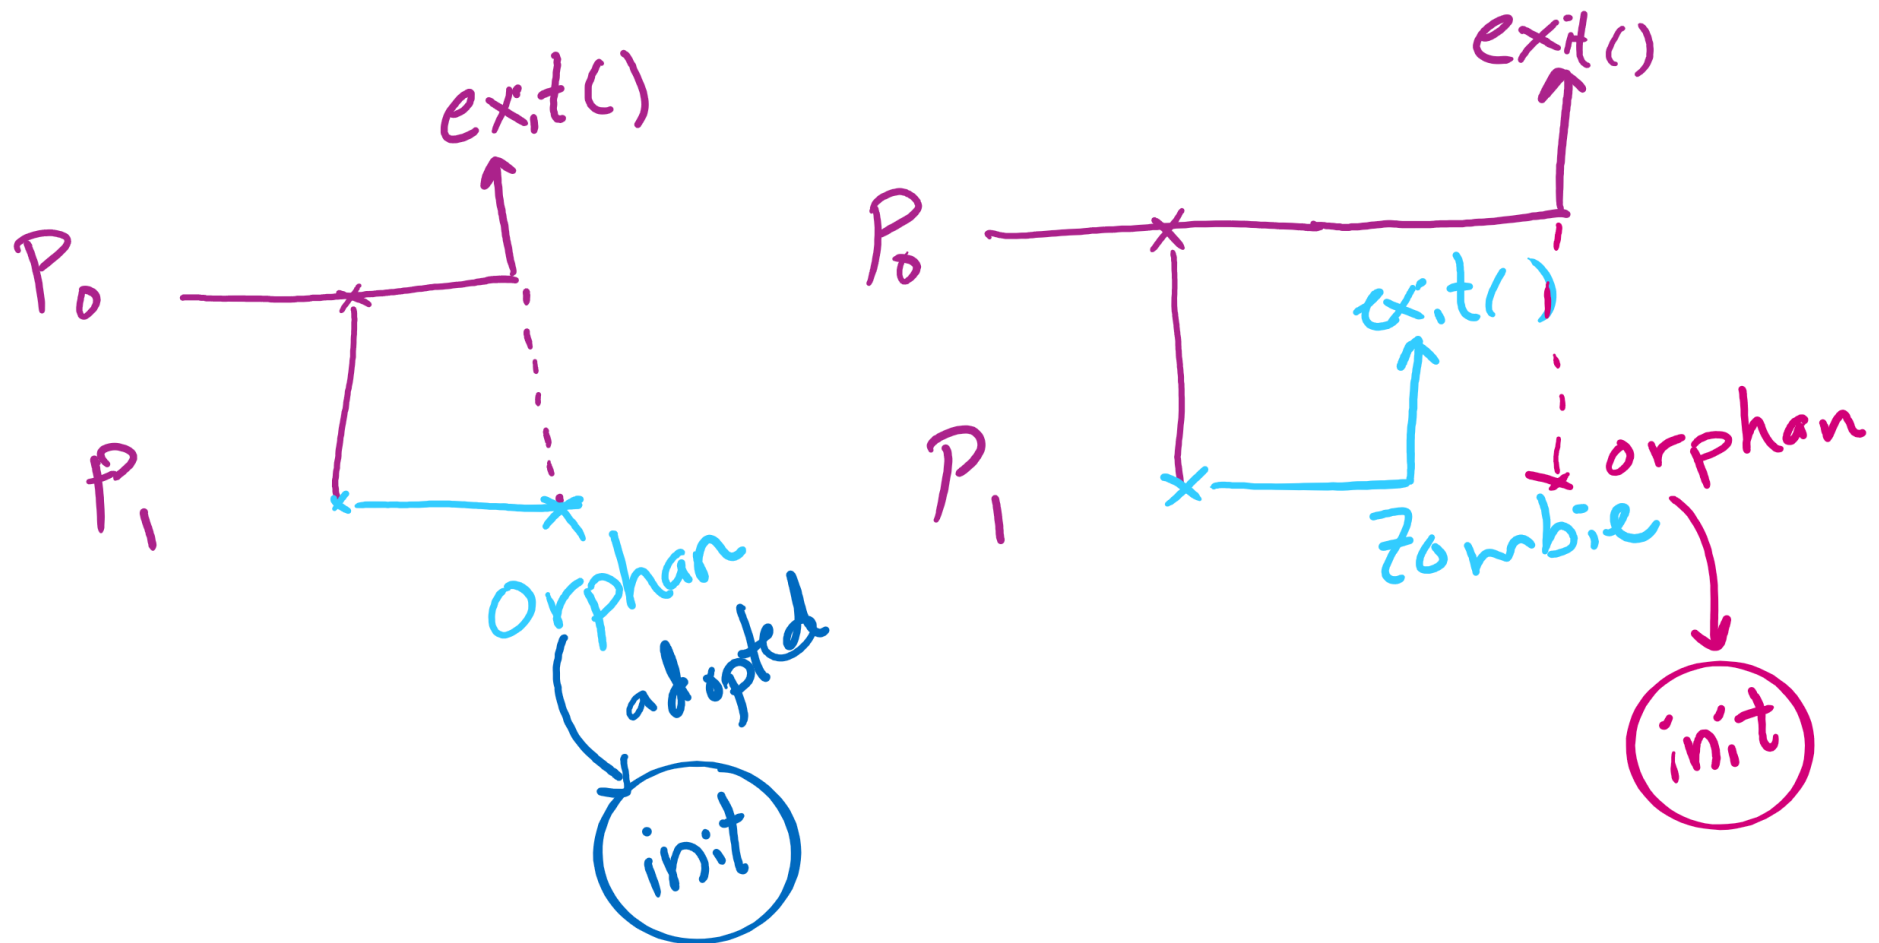 exit()
P0
P1
orphan
adopted
init
exit()
P0
exit()
P1
orphan
Zombie
init